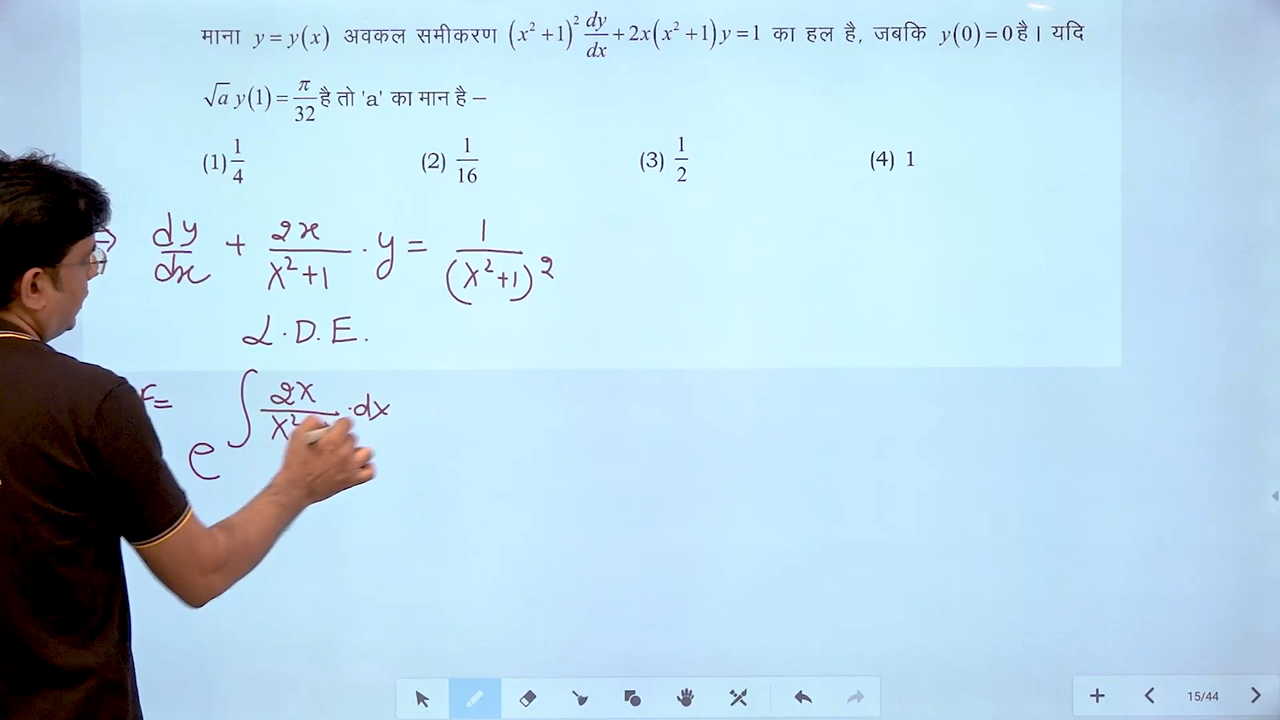 माना y = y(x) अवकल समीकरण (x² + 1)² dy/dx + 2x(x² + 1)y = 1 का हल है, जबकि y(0) = 0 है। यदि
√a y(1) = π/32 है तो 'a' का मान है –
(1) 1/4 (2) 1/16 (3) 1/2 (4) 1
⇒ dy/dx + 2x/(x²+1) · y = 1/(x²+1)²
L.D.E.
F = e^∫ 2x/x² · dx
15/44